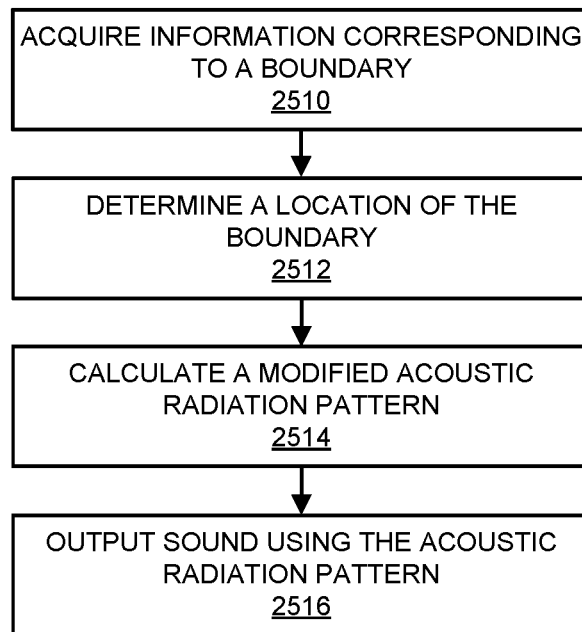 ACQUIRE INFORMATION CORRESPONDING
TO A BOUNDARY
2510
DETERMINE A LOCATION OF THE
BOUNDARY
2512
CALCULATE A MODIFIED ACOUSTIC
RADIATION PATTERN
2514
OUTPUT SOUND USING THE ACOUSTIC
RADIATION PATTERN
2516